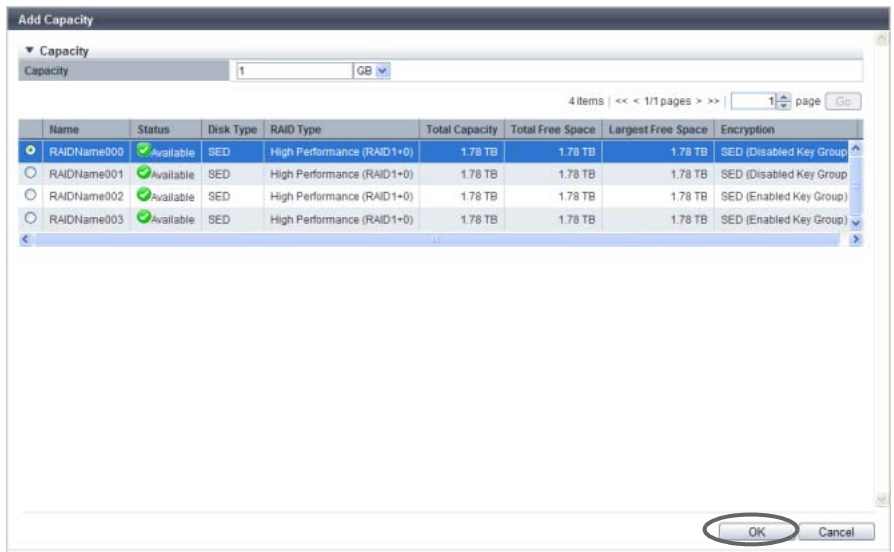 Add Capacity
▼ Capacity
Capacity 1 GB
4 items | << < 1/1 pages > >> | 1 page Go
Name Status Disk Type RAID Type Total Capacity Total Free Space Largest Free Space Encryption
RAIDName000 Available SED High Performance (RAID1+0) 1.78 TB 1.78 TB 1.78 TB SED (Disabled Key Group
RAIDName001 Available SED High Performance (RAID1+0) 1.78 TB 1.78 TB 1.78 TB SED (Disabled Key Group
RAIDName002 Available SED High Performance (RAID1+0) 1.78 TB 1.78 TB 1.78 TB SED (Enabled Key Group)
RAIDName003 Available SED High Performance (RAID1+0) 1.78 TB 1.78 TB 1.78 TB SED (Enabled Key Group)
OK Cancel